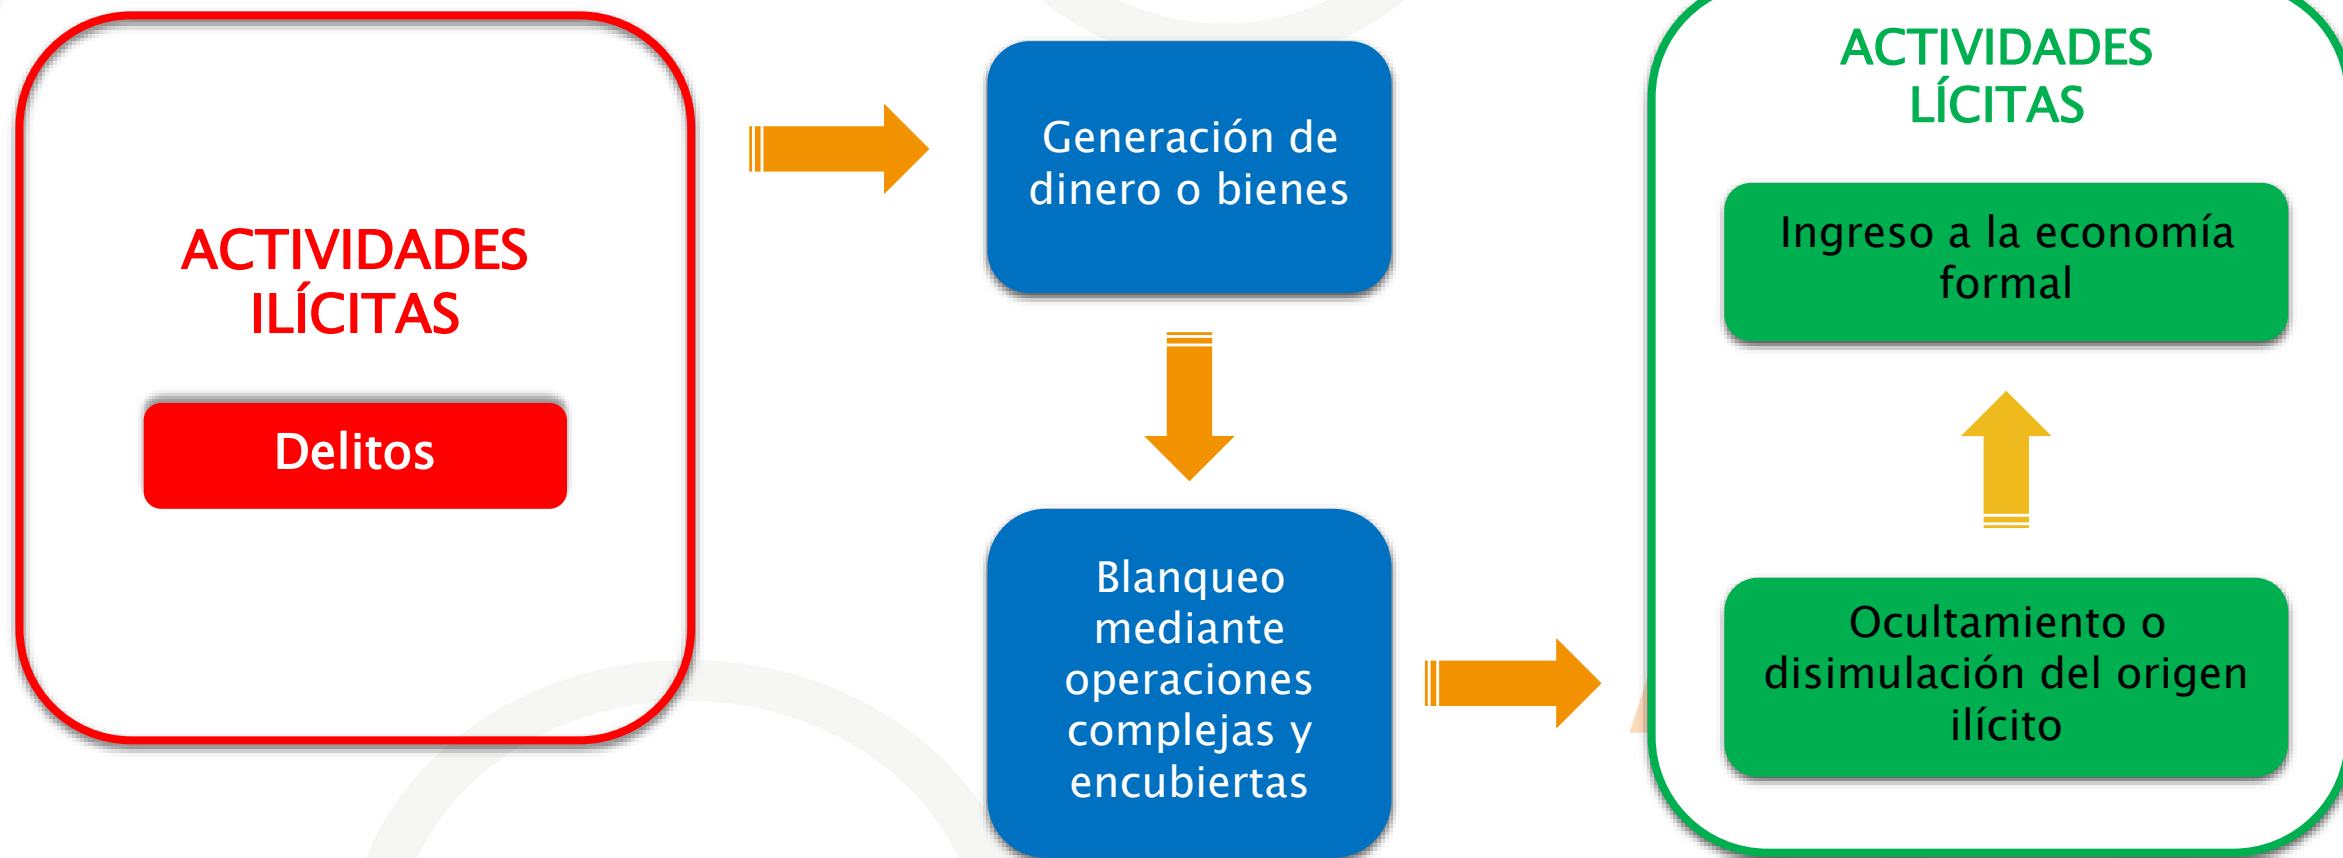 ACTIVIDADES
ILÍCITAS
Delitos
Generación de
dinero o bienes
Blanqueo
mediante
operaciones
complejas y
encubiertas
ACTIVIDADES
LÍCITAS
Ingreso a la economía
formal
Ocultamiento o
disimulación del origen
ilícito